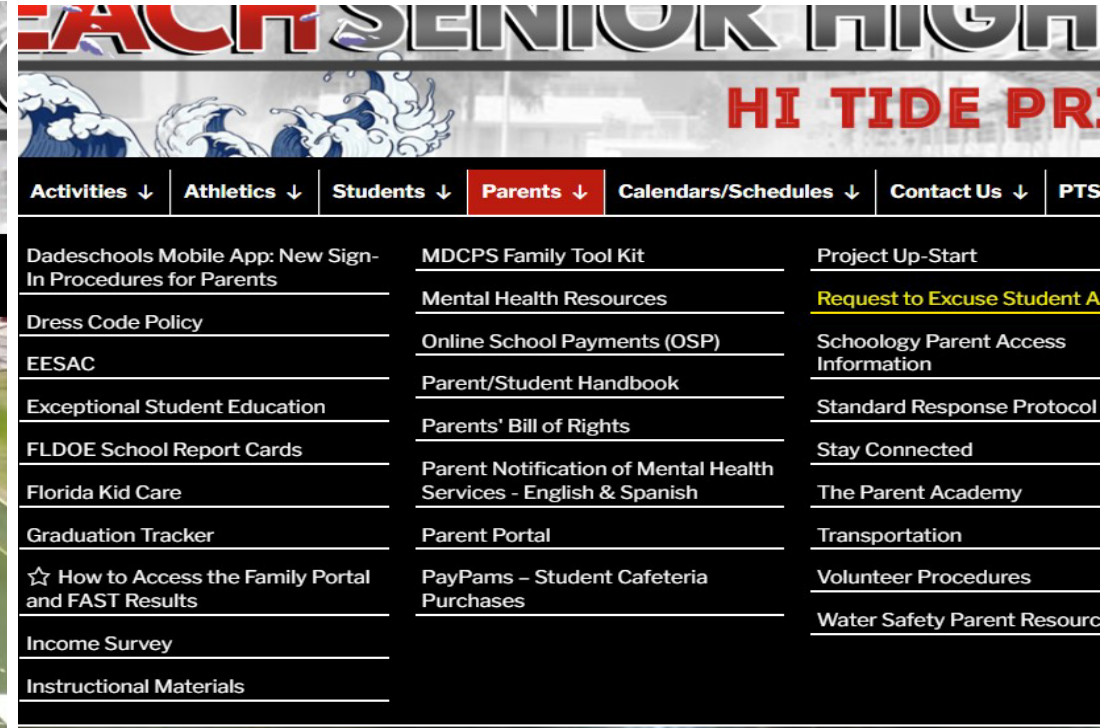 EACH SENIOR HIGH
HI TIDE PRI
Activities ↓ Athletics ↓ Students ↓ Parents ↓ Calendars/Schedules ↓ Contact Us ↓ PTS
Dadeschools Mobile App: New Sign-
In Procedures for Parents
Dress Code Policy
EESAC
Exceptional Student Education
FLDOE School Report Cards
Florida Kid Care
Graduation Tracker
☆ How to Access the Family Portal
and FAST Results
Income Survey
Instructional Materials
MDCPS Family Tool Kit
Mental Health Resources
Online School Payments (OSP)
Parent/Student Handbook
Parents' Bill of Rights
Parent Notification of Mental Health
Services - English & Spanish
Parent Portal
PayPams – Student Cafeteria
Purchases
Project Up-Start
Request to Excuse Student A
Schoology Parent Access
Information
Standard Response Protocol
Stay Connected
The Parent Academy
Transportation
Volunteer Procedures
Water Safety Parent Resourc